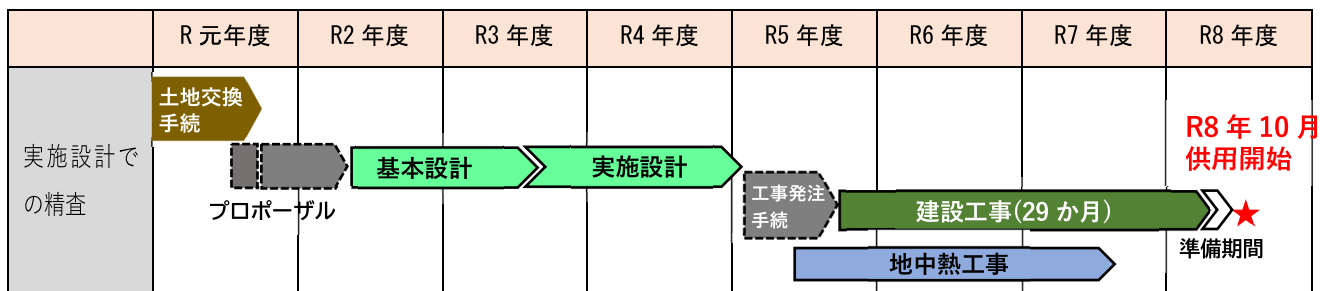 R 元年度
R2 年度
R3 年度
R4 年度
R5 年度
R6 年度
R7 年度
R8 年度
実施設計で
の精査
土地交換
手続
プロポーザル
基本設計
実施設計
工事発注
手続
建設工事(29 か月)
地中熱工事
R8 年 10 月
供用開始
準備期間